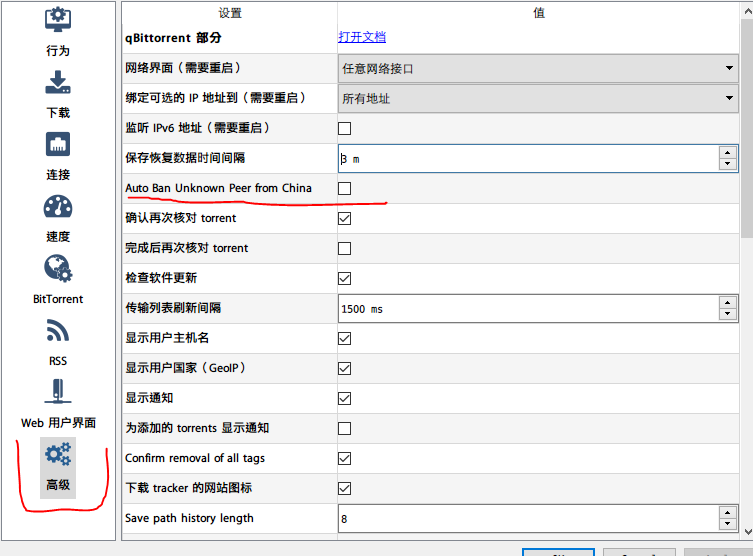 设置 值
qBittorrent 部分 打开文档
网络界面（需要重启） 任意网络接口
绑定可选的 IP 地址到（需要重启） 所有地址
监听 IPv6 地址（需要重启）
保存恢复数据时间间隔 3 m
Auto Ban Unknown Peer from China
确认再次核对 torrent
完成后再次核对 torrent
检查软件更新
传输列表刷新间隔 1500 ms
显示用户主机名
显示用户国家（GeoIP）
显示通知
为添加的 torrents 显示通知
Confirm removal of all tags
下载 tracker 的网站图标
Save path history length 8
行为
下载
连接
速度
BitTorrent
RSS
Web 用户界面
高级